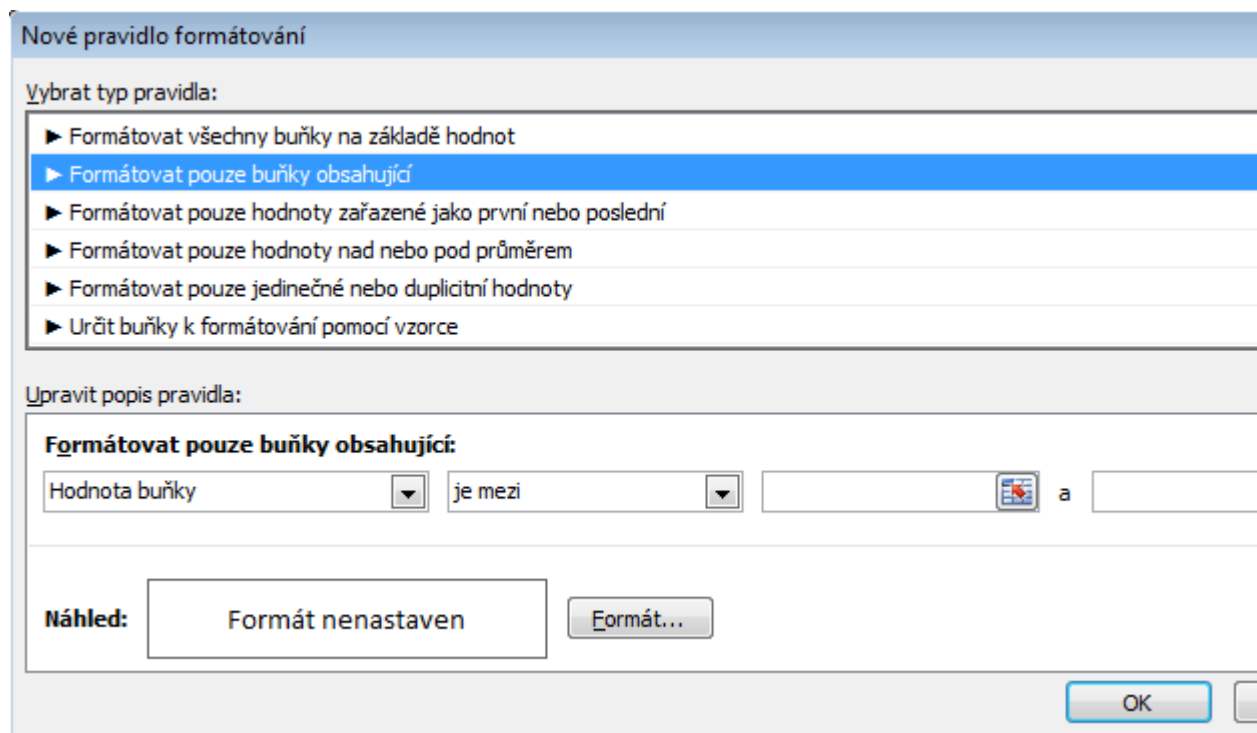 Nové pravidlo formátování
Vybrat typ pravidla:
► Formátovat všechny buňky na základě hodnot
► Formátovat pouze buňky obsahující
► Formátovat pouze hodnoty zařazené jako první nebo poslední
► Formátovat pouze hodnoty nad nebo pod průměrem
► Formátovat pouze jedinečné nebo duplicitní hodnoty
► Určit buňky k formátování pomocí vzorce
Upravit popis pravidla:
Formátovat pouze buňky obsahující:
Hodnota buňky je mezi a
Náhled: Formát nenastaven Formát...
OK